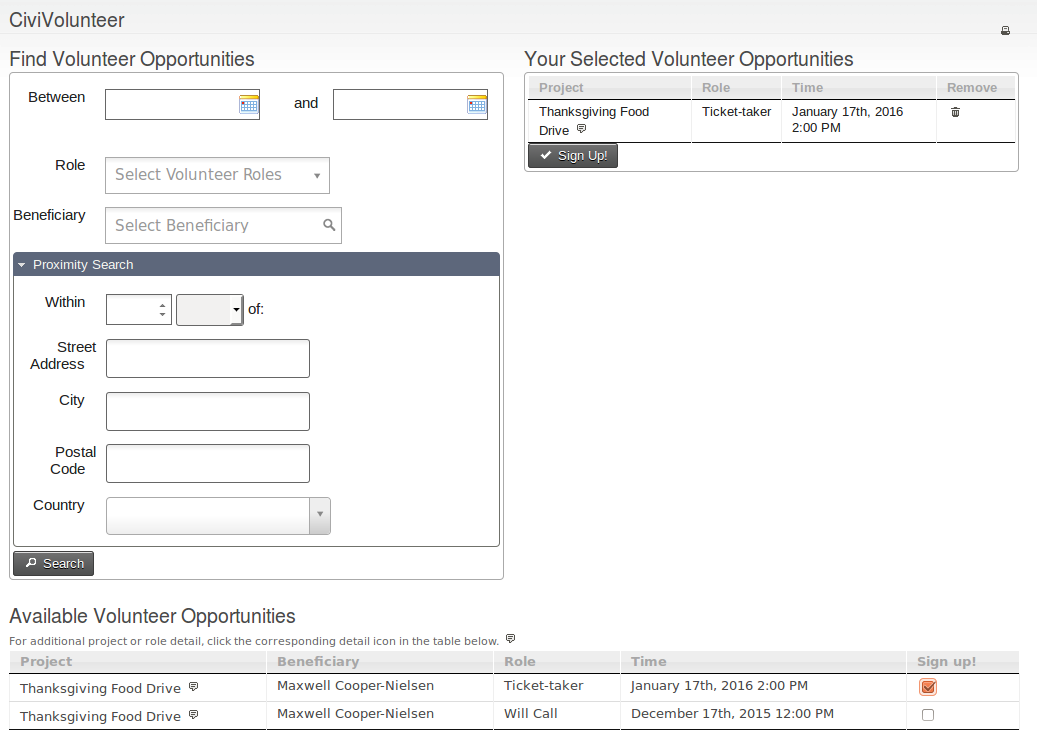 CiviVolunteer
Find Volunteer Opportunities
Between and
Role Select Volunteer Roles
Beneficiary Select Beneficiary
Proximity Search
Within of:
Street
Address
City
Postal
Code
Country
Search
Your Selected Volunteer Opportunities
Project Role Time Remove
Thanksgiving Food Ticket-taker January 17th, 2016
Drive 2:00 PM
Sign Up!
Available Volunteer Opportunities
For additional project or role detail, click the corresponding detail icon in the table below.
Project Beneficiary Role Time Sign up!
Thanksgiving Food Drive Maxwell Cooper-Nielsen Ticket-taker January 17th, 2016 2:00 PM
Thanksgiving Food Drive Maxwell Cooper-Nielsen Will Call December 17th, 2015 12:00 PM